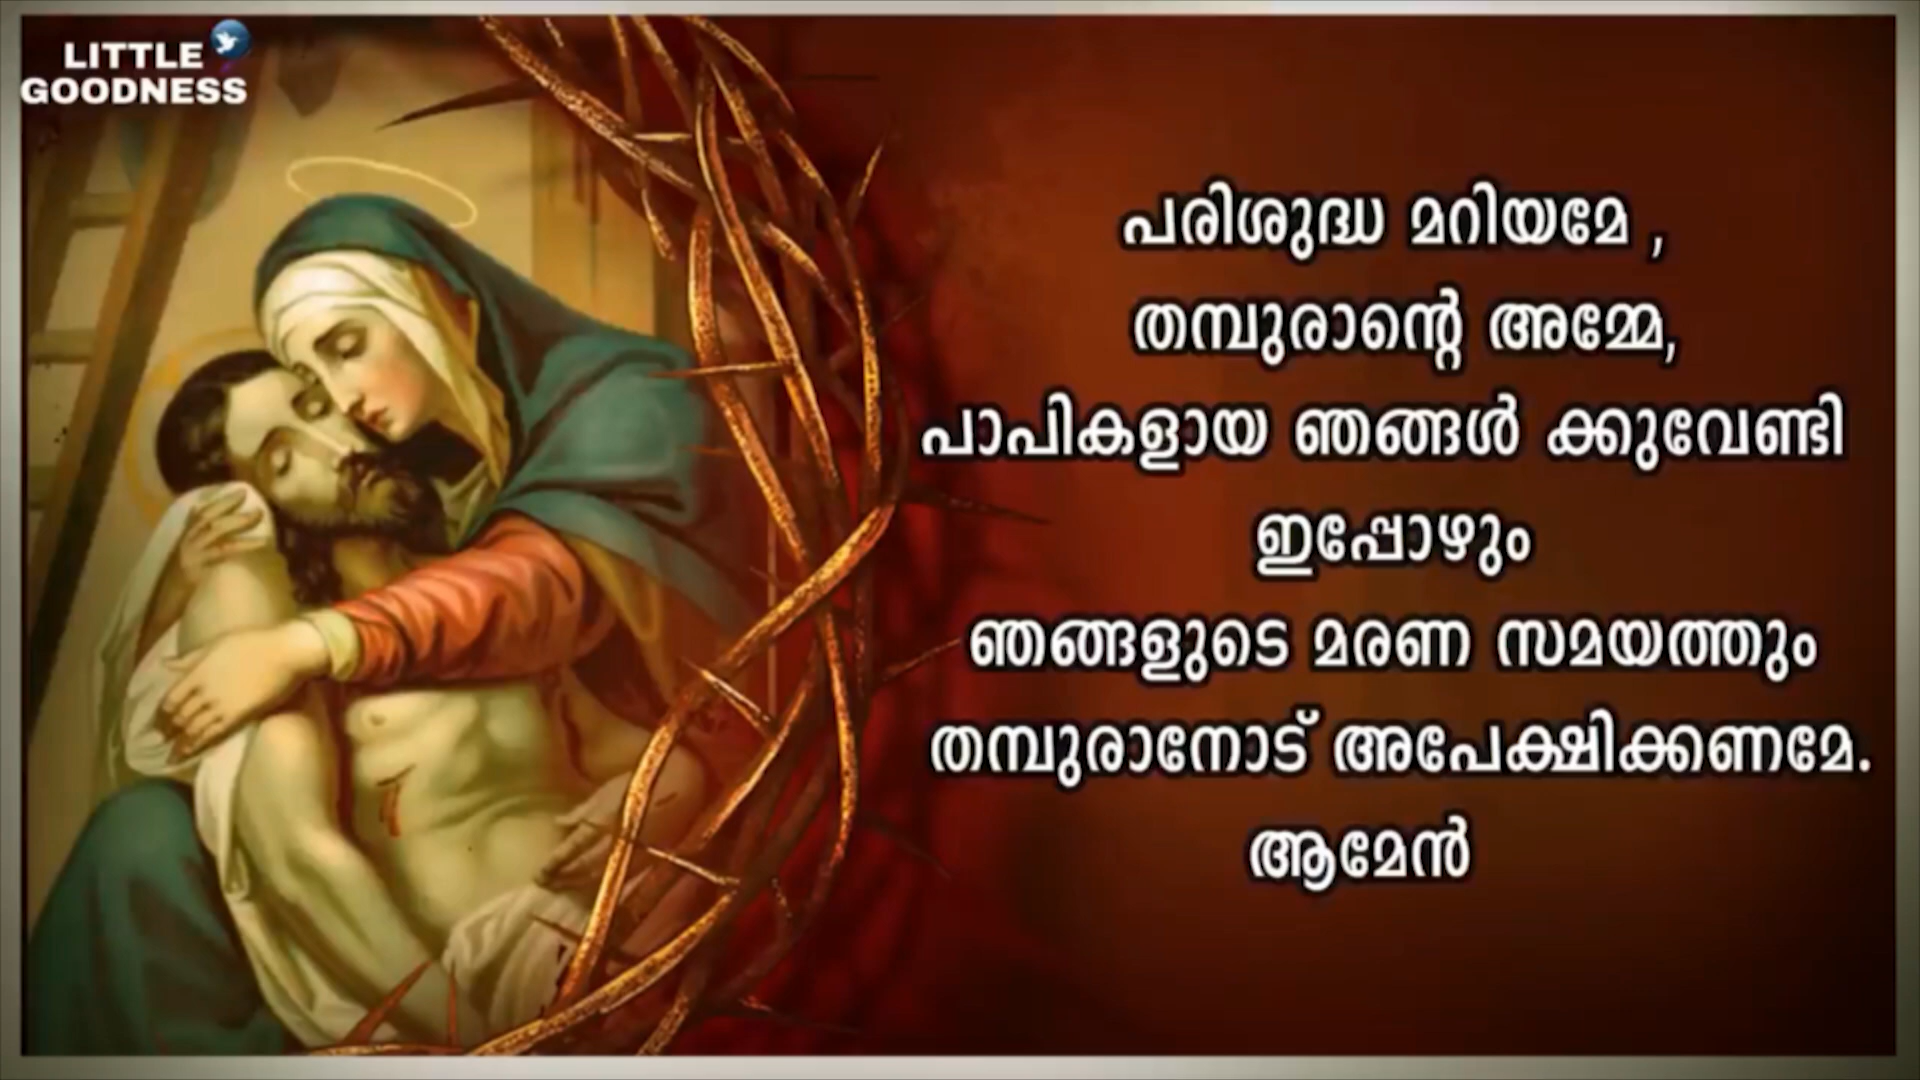 LITTLE
GOODNESS
പരിശുദ്ധ മറിയമേ ,
തമ്പുരാന്റെ അമ്മേ,
പാപികളായ ഞങ്ങൾ ക്കുവേണ്ടി
ഇപ്പോഴും
ഞങ്ങളുടെ മരണ സമയത്തും
തമ്പുരാനോട് അപേക്ഷിക്കണമേ.
ആമേൻ